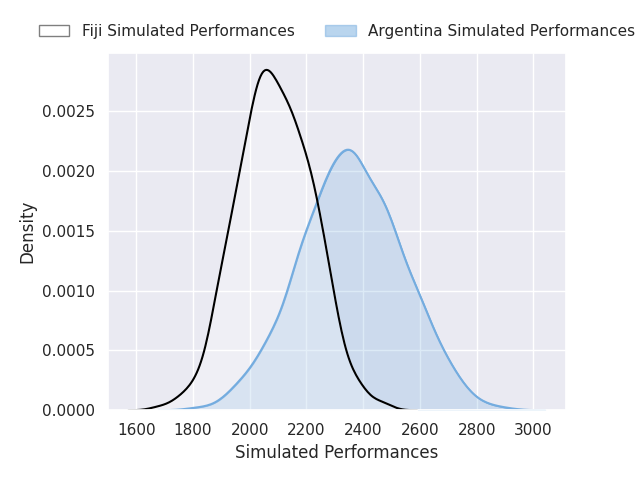 Fiji Simulated Performances Argentina Simulated Performances
0.0025
0.0020
0.0015
0.0010
0.0005
0.0000
Density
1600 1800 2000 2200 2400 2600 2800 3000
Simulated Performances